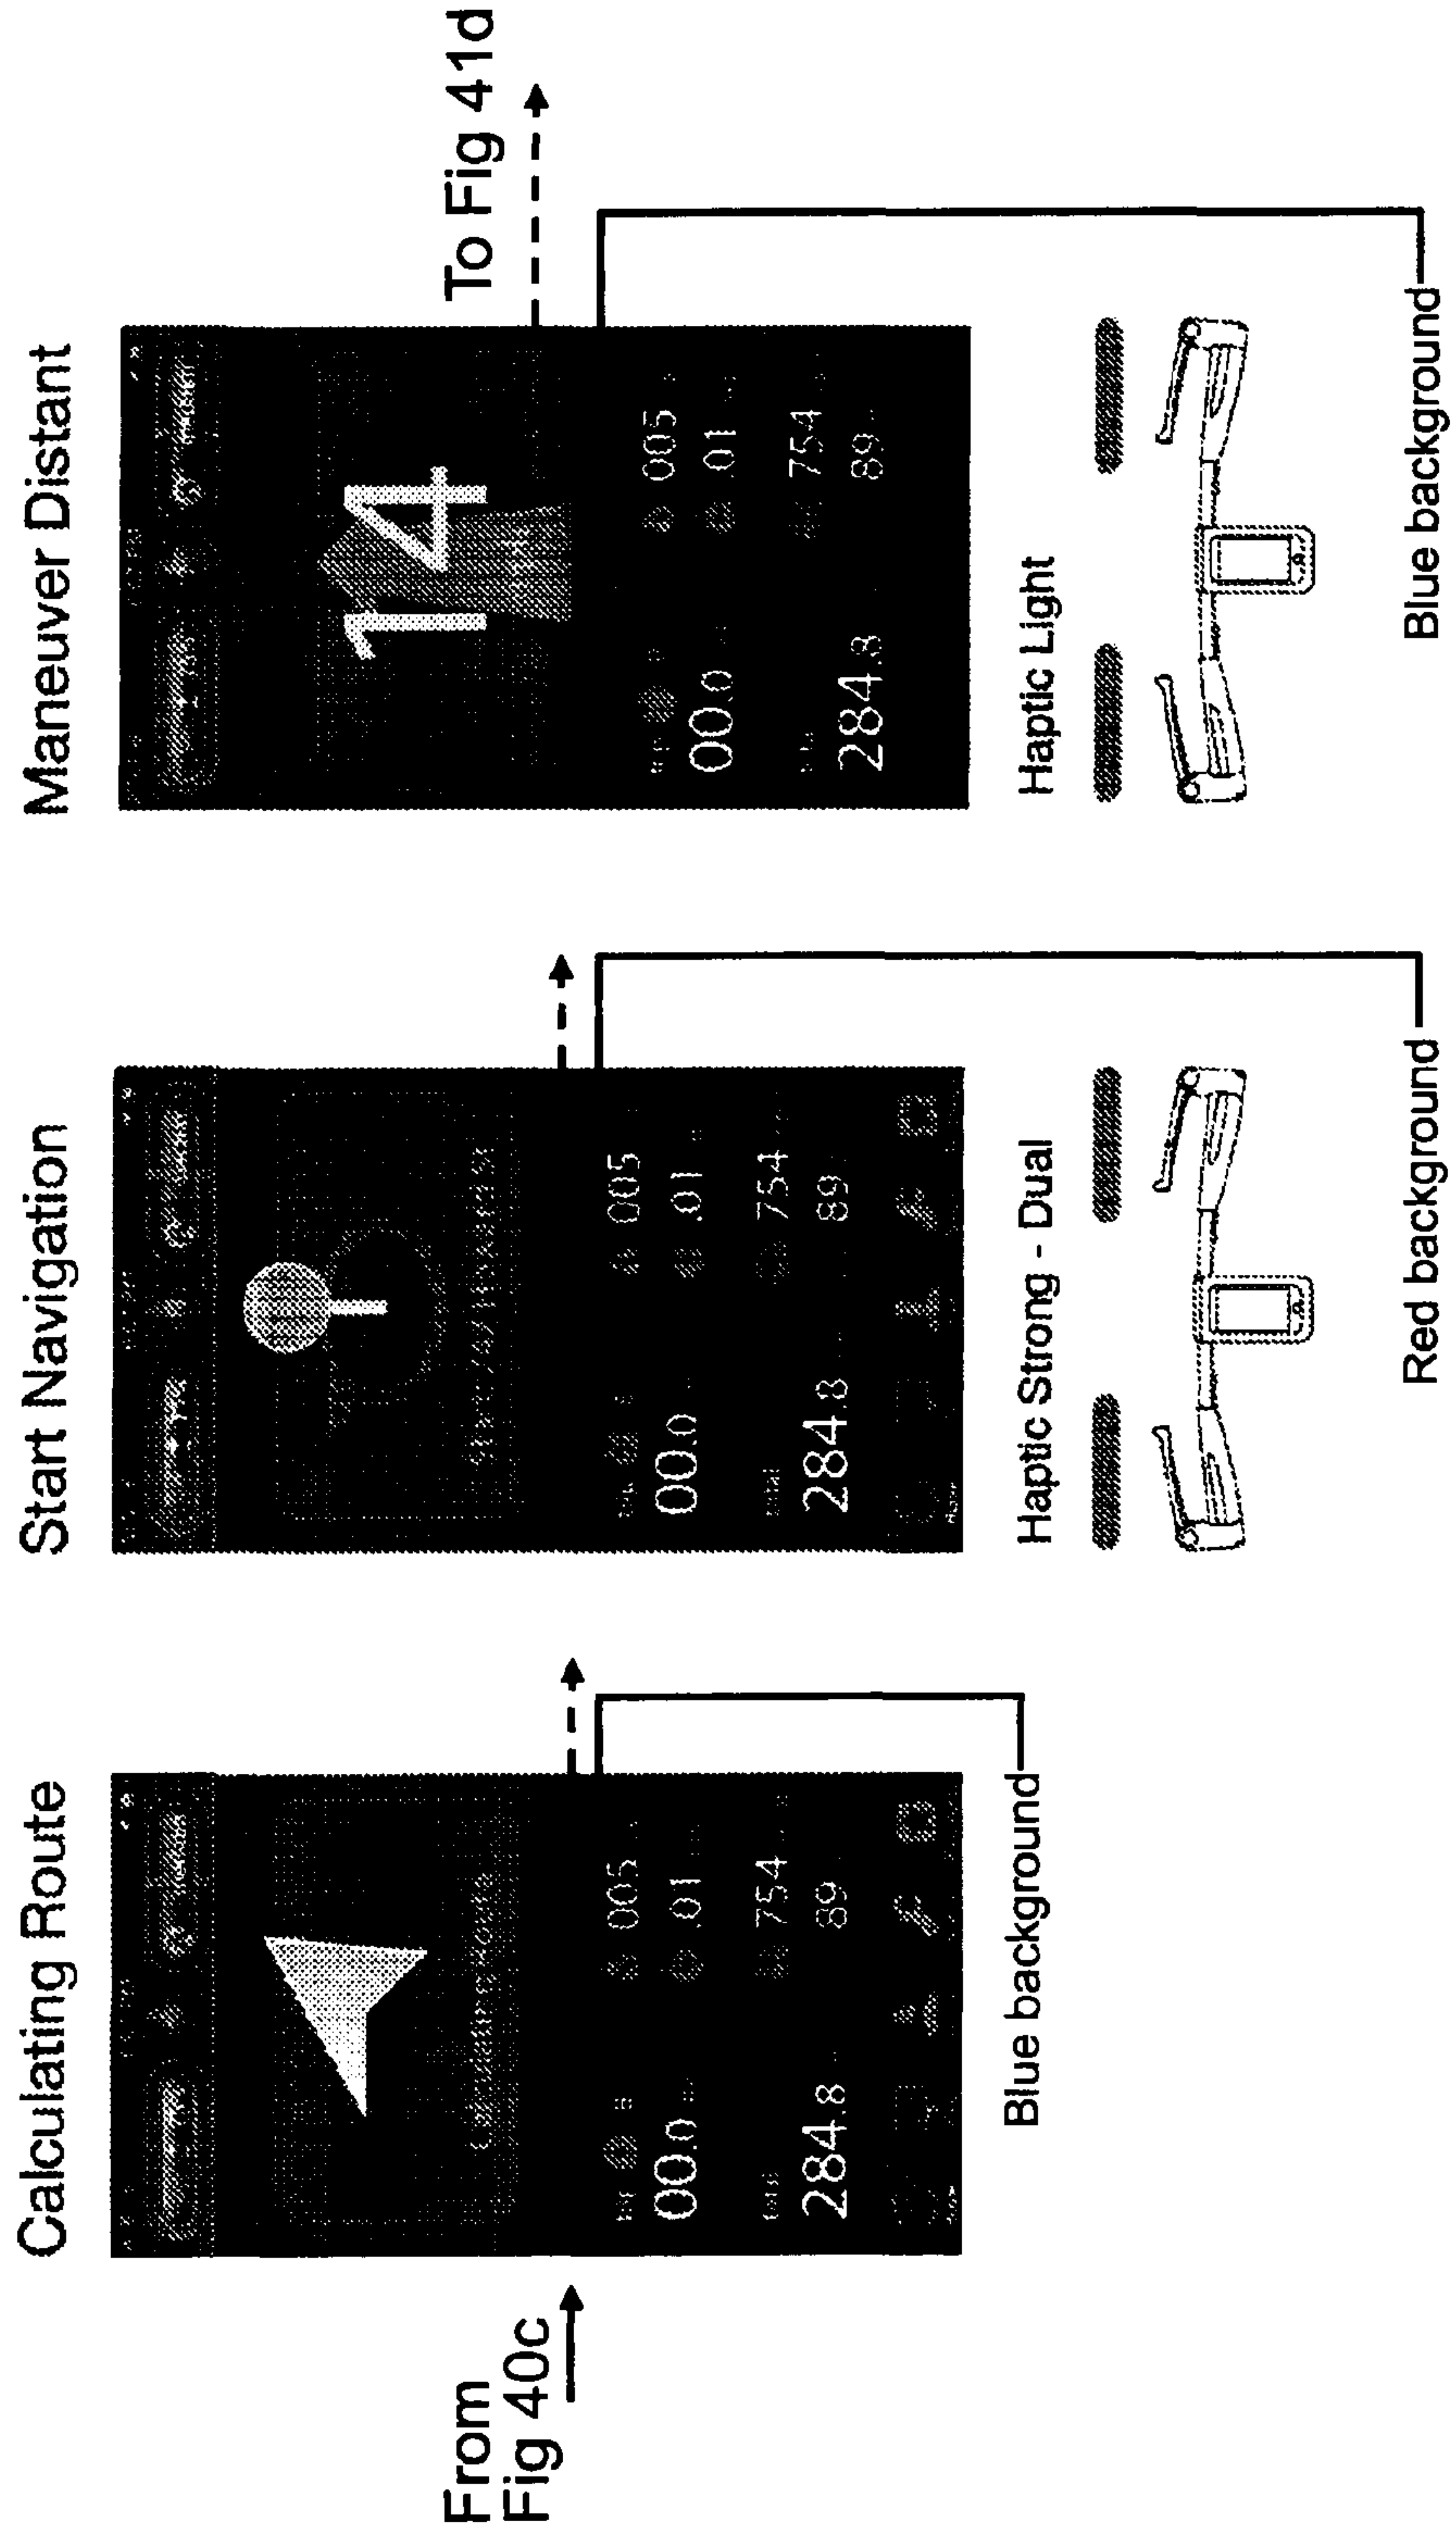 From
Fig 40c
Calculating Route
00.0
005
.01
284.8
754
89
Blue background
Start Navigation
00.0
005
.01
284.8
754
89
Haptic Strong - Dual
Red background
Maneuver Distant
14
00.0
005
.01
284.8
754
89
Haptic Light
Blue background
To Fig 41d